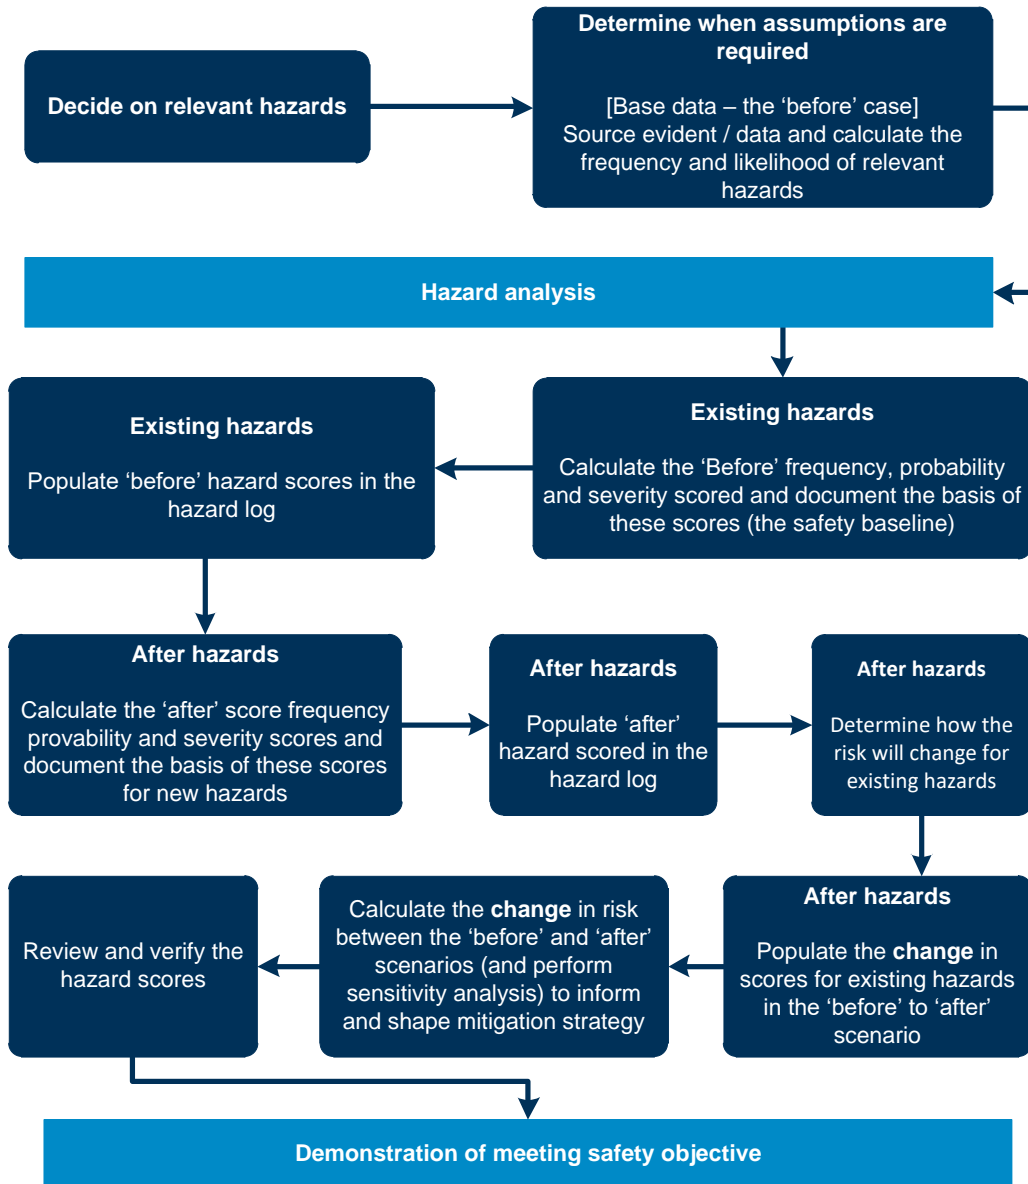 Decide on relevant hazards
Determine when assumptions are
required
[Base data – the ‘before’ case]
Source evident / data and calculate the
frequency and likelihood of relevant
hazards
Hazard analysis
Existing hazards
Calculate the ‘Before’ frequency, probability
and severity scored and document the basis of
these scores (the safety baseline)
Existing hazards
Populate ‘before’ hazard scores in the
hazard log
After hazards
Calculate the ‘after’ score frequency
provability and severity scores and
document the basis of these scores
for new hazards
After hazards
Populate ‘after’
hazard scored in the
hazard log
After hazards
Determine how the
risk will change for
existing hazards
After hazards
Populate the change in
scores for existing hazards
in the ‘before’ to ‘after’
scenario
Calculate the change in risk
between the ‘before’ and ‘after’
scenarios (and perform
sensitivity analysis) to inform
and shape mitigation strategy
Review and verify the
hazard scores
Demonstration of meeting safety objective